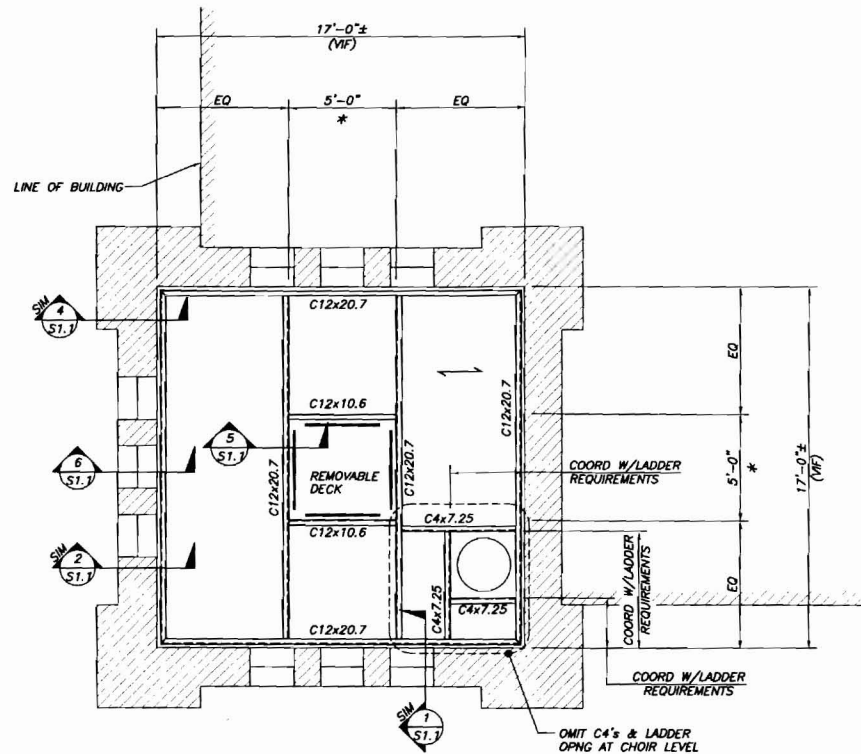 17'-0"±
(VIF)
EQ
5'-0"
*
EQ
LINE OF BUILDING
SIM
4
S1.1
C12x20.7
C12x20.7
EQ
C12x10.6
5
S1.1
6
S1.1
C12x20.7
REMOVABLE
DECK
C12x20.7
COORD W/LADDER
REQUIREMENTS
5'-0"
*
17'-0"±
(VIF)
C4x7.25
C12x10.6
SIM
2
S1.1
C4x7.25
C4x7.25
COORD W/LADDER
REQUIREMENTS
EQ
C12x20.7
COORD W/LADDER
REQUIREMENTS
SIM
1
S1.1
OMIT C4's & LADDER
OPNG AT CHOIR LEVEL